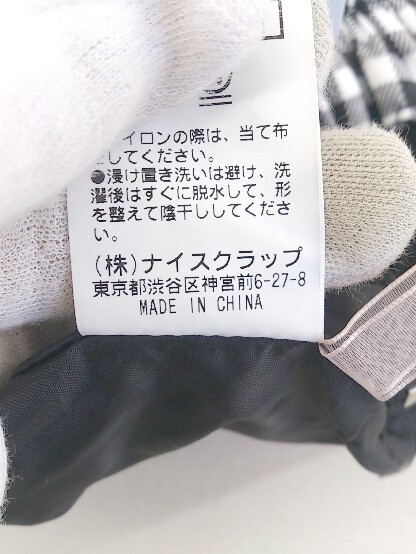 イロンの際は、当て布
してください。
●浸け置き洗いは避け、洗
濯後はすぐに脱水して、形
を整えて陰干ししてくださ
い。
(株)ナイスクラップ
東京都渋谷区神宮前6-27-8
MADE IN CHINA